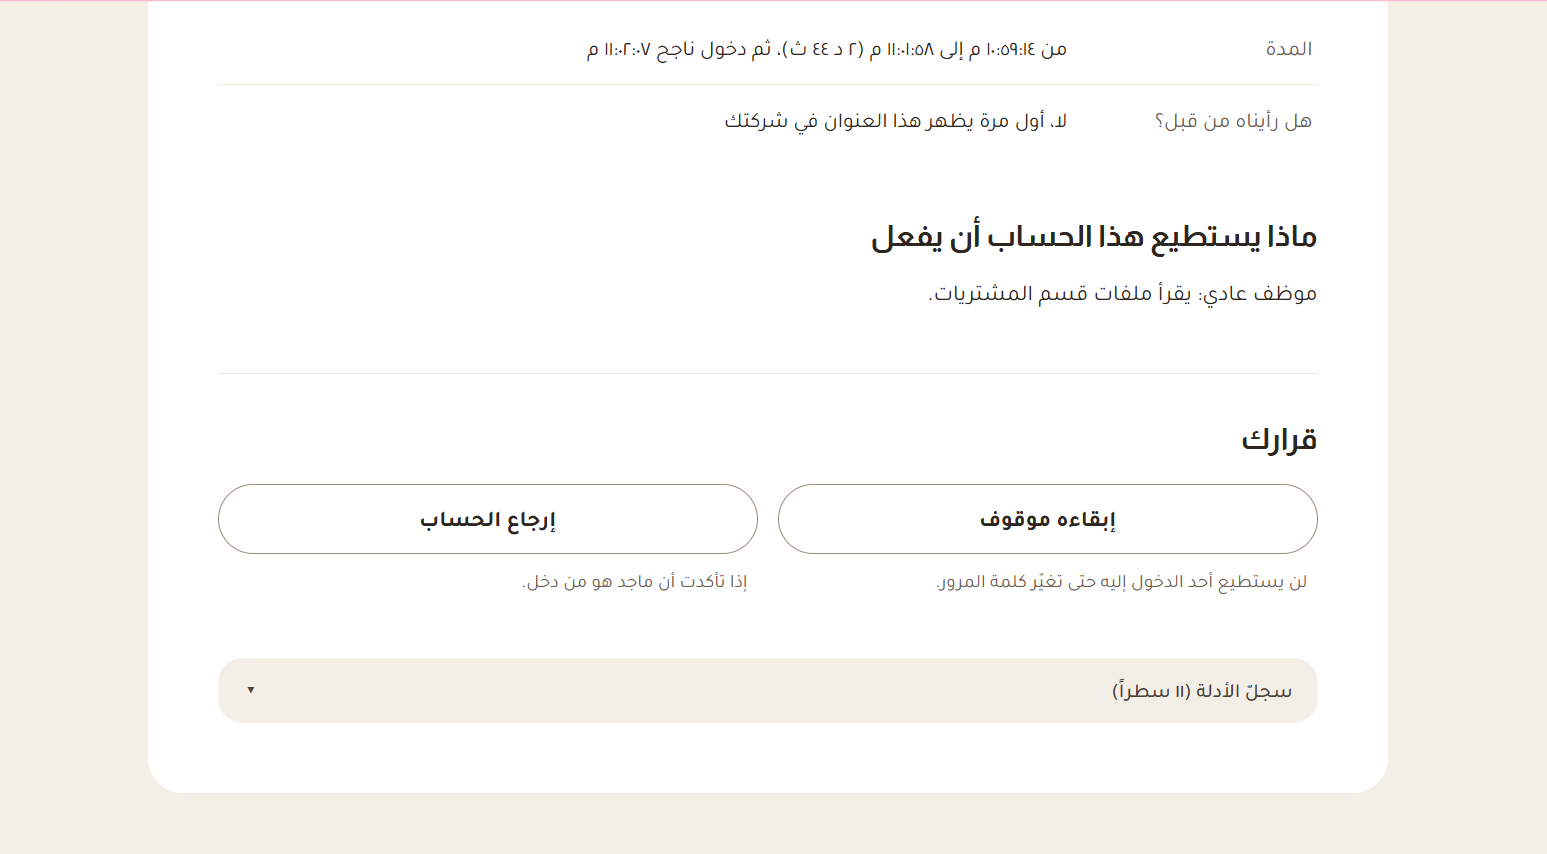 المدة
من ١٠:٥٩:١٤ م إلى ١١:٠١:٥٨ م (٢ د ٤٤ ث)، ثم دخول ناجح ١١:٠٢:٠٧ م
هل رأيناه من قبل؟
لا، أول مرة يظهر هذا العنوان في شركتك
ماذا يستطيع هذا الحساب أن يفعل
موظف عادي: يقرأ ملفات قسم المشتريات.
قرارك
إبقاءه موقوف
إرجاع الحساب
لن يستطيع أحد الدخول إليه حتى تغيّر كلمة المرور.
إذا تأكدت أن ماجد هو من دخل.
سجلّ الأدلة (١١ سطراً)